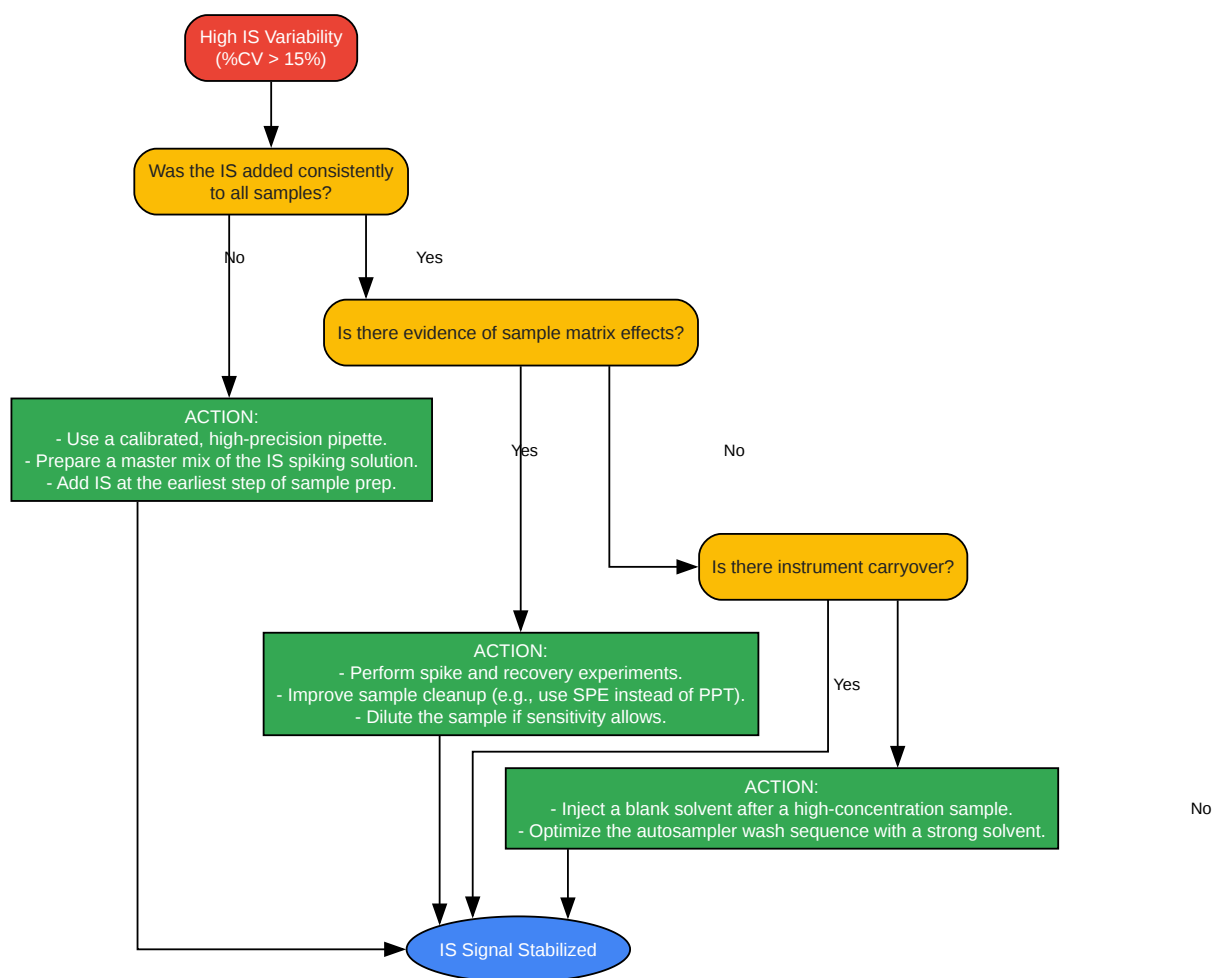 High IS Variability
(%CV > 15%)
Was the IS added consistently
to all samples?
No
Yes
Is there evidence of sample matrix effects?
ACTION:
- Use a calibrated, high-precision pipette.
- Prepare a master mix of the IS spiking solution.
- Add IS at the earliest step of sample prep.
Yes
No
Is there instrument carryover?
ACTION:
- Perform spike and recovery experiments.
- Improve sample cleanup (e.g., use SPE instead of PPT).
- Dilute the sample if sensitivity allows.
Yes
ACTION:
- Inject a blank solvent after a high-concentration sample.
- Optimize the autosampler wash sequence with a strong solvent.
No
IS Signal Stabilized